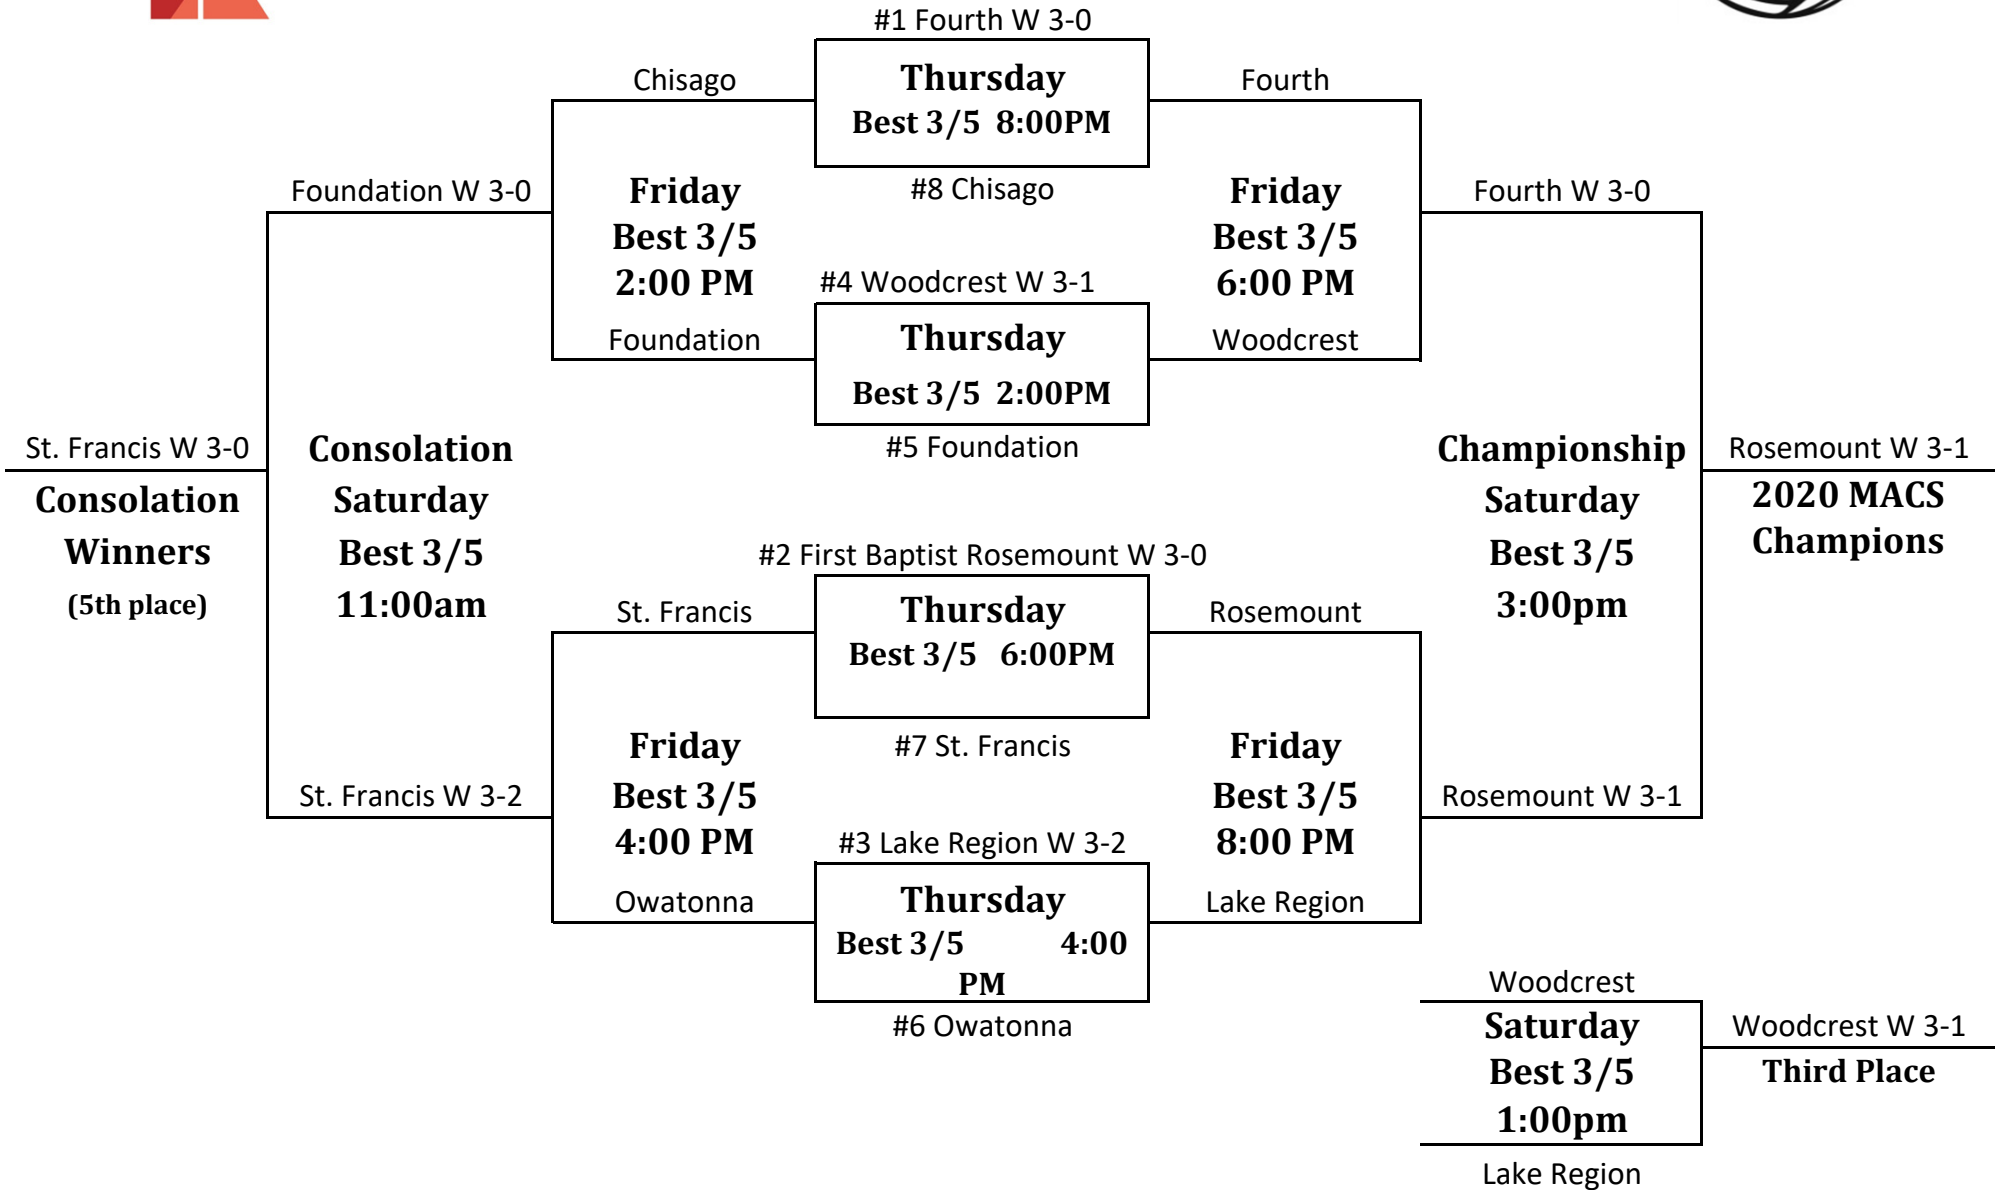 #1 Fourth W 3-0
Chisago
Thursday
Fourth
Best 3/5 8:00PM
Foundation W 3-0
Friday
#8 Chisago
Friday
Fourth W 3-0
Best 3/5
Best 3/5
2:00 PM
#4 Woodcrest W 3-1
6:00 PM
Foundation
Thursday
Woodcrest
Best 3/5 2:00PM
St. Francis W 3-0
Consolation
#5 Foundation
Championship
Rosemount W 3-1
Consolation
Saturday
Saturday
2020 MACS
Winners
Best 3/5
#2 First Baptist Rosemount W 3-0
Best 3/5
Champions
(5th place)
11:00am
St. Francis
Thursday
Rosemount
3:00pm
Best 3/5 6:00PM
Friday
#7 St. Francis
Friday
St. Francis W 3-2
Best 3/5
Best 3/5
Rosemount W 3-1
4:00 PM
#3 Lake Region W 3-2
8:00 PM
Owatonna
Thursday
Lake Region
Best 3/5 4:00
PM
Woodcrest
#6 Owatonna
Saturday
Woodcrest W 3-1
Best 3/5
Third Place
1:00pm
Lake Region